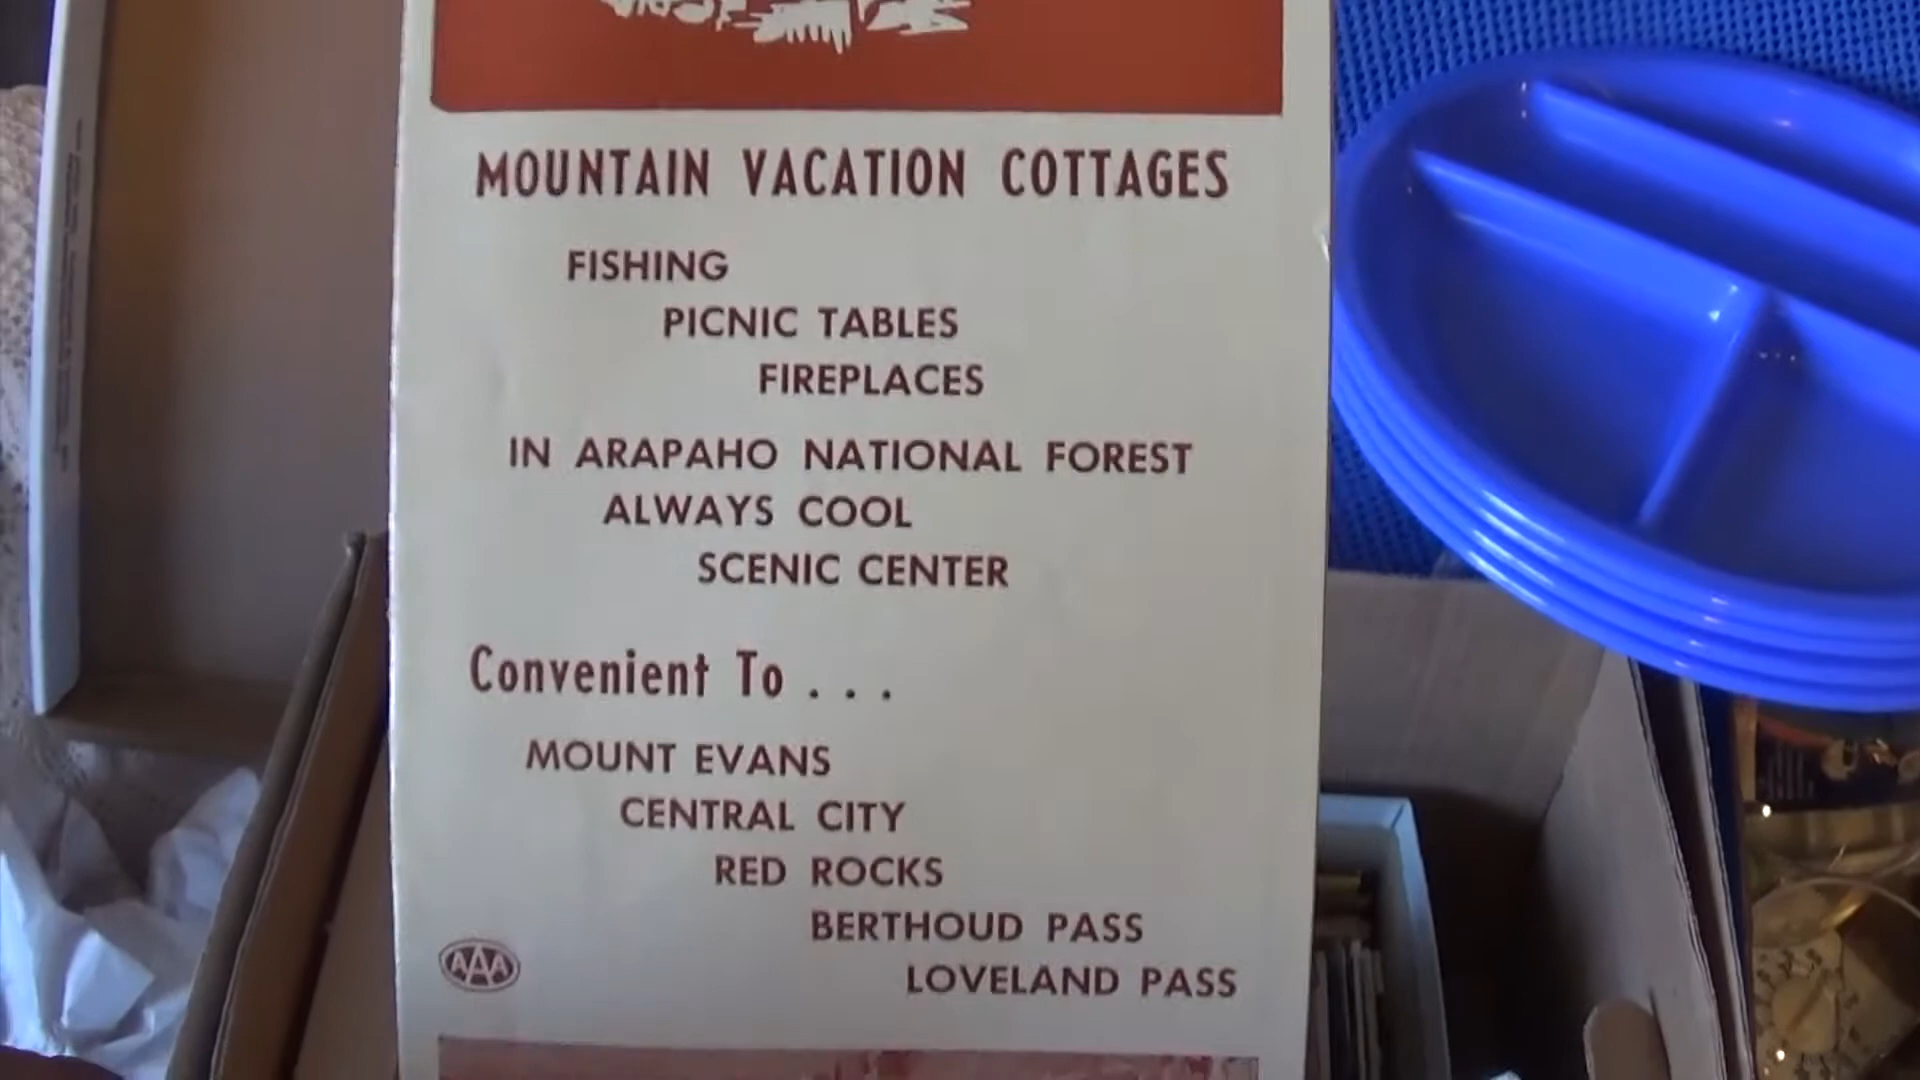 MOUNTAIN VACATION COTTAGES
FISHING
PICNIC TABLES
FIREPLACES
IN ARAPAHO NATIONAL FOREST
ALWAYS COOL
SCENIC CENTER
Convenient To . . .
MOUNT EVANS
CENTRAL CITY
RED ROCKS
BERTHOUD PASS
LOVELAND PASS
AAA